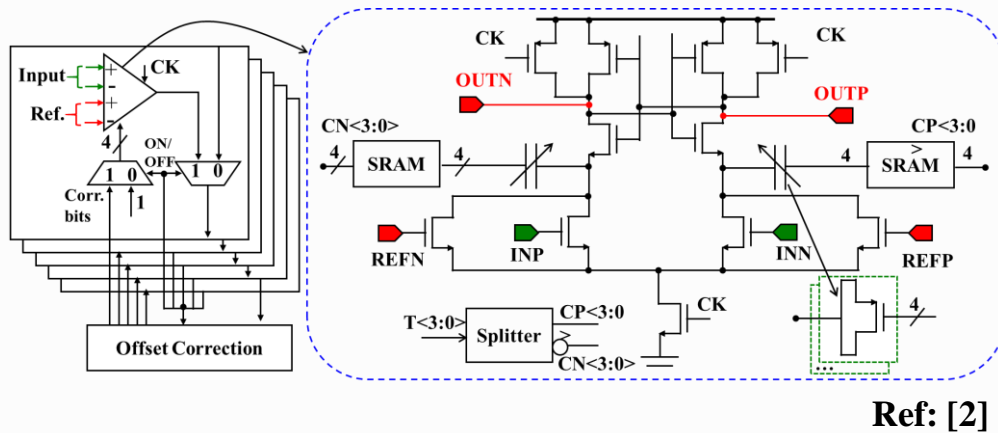 CK
CK
Input
+
-
CK
Ref.
+
-
OUTN
OUTP
CN<3:0>
CP<3:0
>
4
ON/
OFF
4
SRAM
4
4
SRAM
4
1 0
1 0
Corr.
bits
1
REFN
INP
INN
REFP
CK
4
T<3:0>
Splitter
CP<3:0
>
CN<3:0>
...
Offset Correction
Ref: [2]